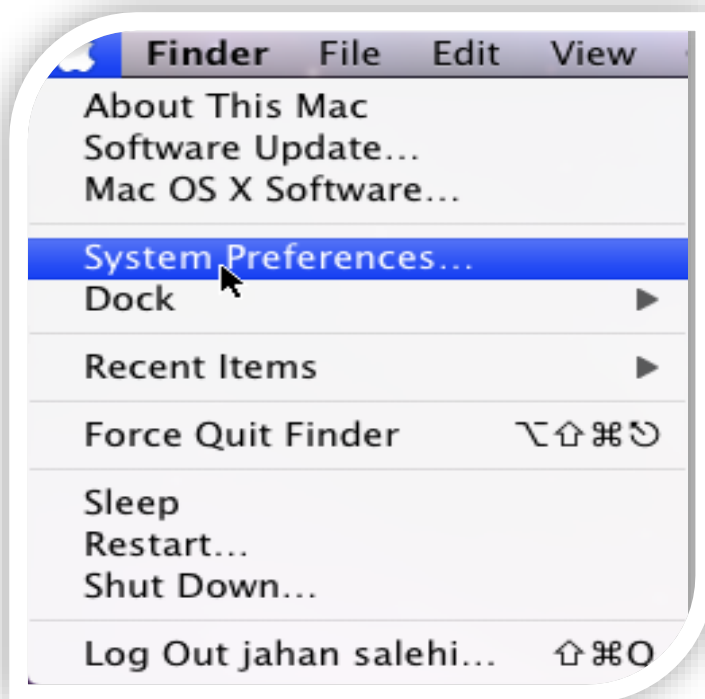 Finder File Edit View
About This Mac
Software Update...
Mac OS X Software...
System Preferences...
Dock ▶
Recent Items ▶
Force Quit Finder ⌥⇧⌘⎋
Sleep
Restart...
Shut Down...
Log Out jahan salehi... ⇧⌘Q